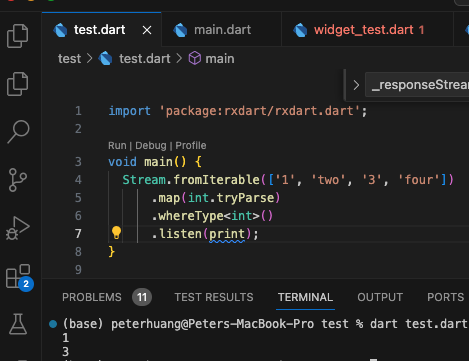 test.dart
main.dart
widget_test.dart 1
test > test.dart > main
_responseStrea
1 import 'package:rxdart/rxdart.dart';
2
Run | Debug | Profile
3 void main() {
4 Stream.fromIterable(['1', 'two', '3', 'four'])
5 .map(int.tryParse)
6 .whereType<int>()
7 .listen(print);
8 }
9
2
PROBLEMS 11 TEST RESULTS TERMINAL OUTPUT PORTS
(base) peterhuang@Peters-MacBook-Pro test % dart test.dart
1
3